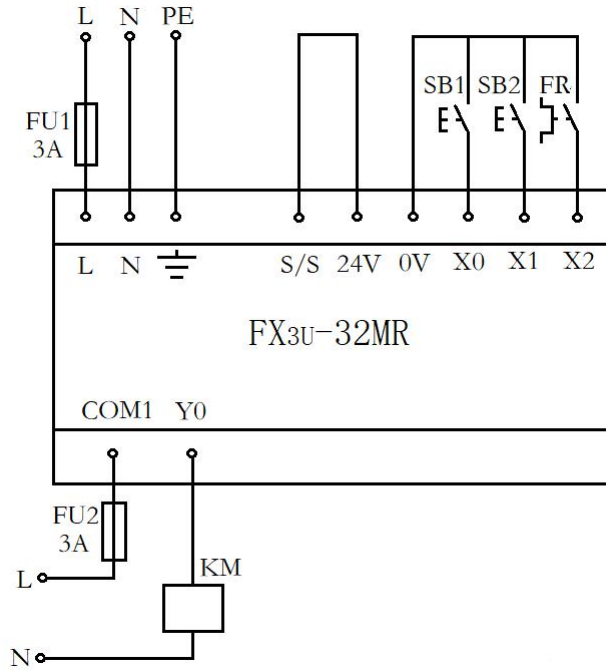 L N PE
SB1 SB2 FR
FU1
3A
L N S/S 24V 0V X0 X1 X2
FX3U-32MR
COM1 Y0
FU2
3A
KM
L
N